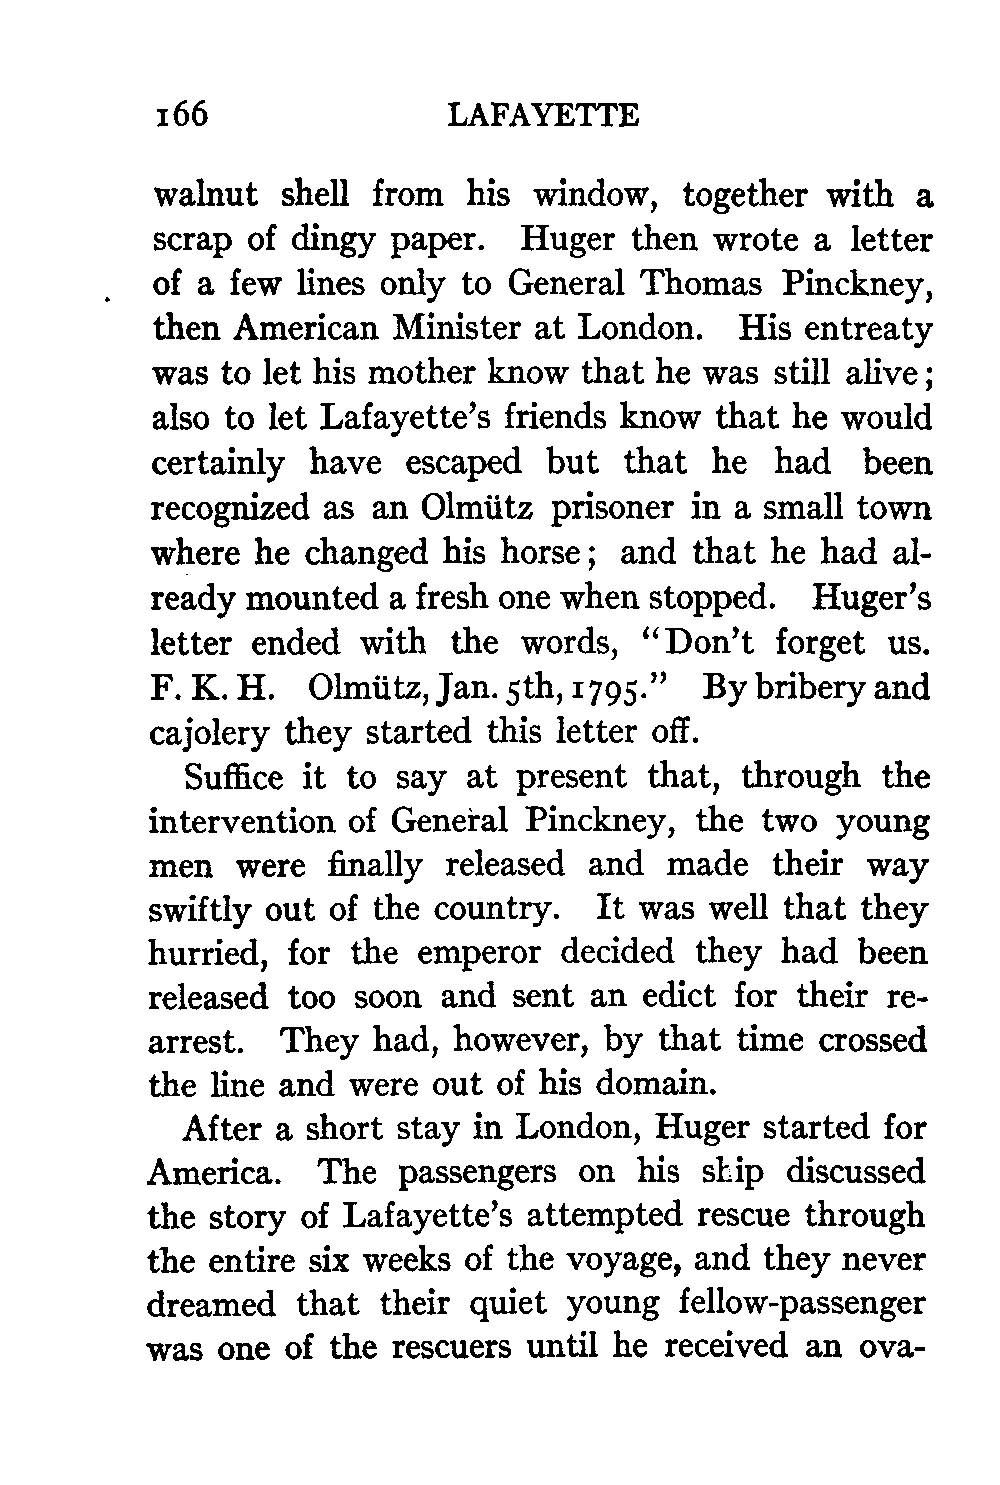 166 LAFAYETTE
walnut shell from his window, together with a
scrap of dingy paper. Huger then wrote a letter
of a few lines only to General Thomas Pinckney,
then American Minister at London. His entreaty
was to let his mother know that he was still alive;
also to let Lafayette's friends know that he would
certainly have escaped but that he had been
recognized as an Olmütz prisoner in a small town
where he changed his horse; and that he had al-
ready mounted a fresh one when stopped. Huger's
letter ended with the words, "Don't forget us.
F. K. H. Olmütz, Jan. 5th, 1795." By bribery and
cajolery they started this letter off.
Suffice it to say at present that, through the
intervention of General Pinckney, the two young
men were finally released and made their way
swiftly out of the country. It was well that they
hurried, for the emperor decided they had been
released too soon and sent an edict for their re-
arrest. They had, however, by that time crossed
the line and were out of his domain.
After a short stay in London, Huger started for
America. The passengers on his ship discussed
the story of Lafayette's attempted rescue through
the entire six weeks of the voyage, and they never
dreamed that their quiet young fellow-passenger
was one of the rescuers until he received an ova-